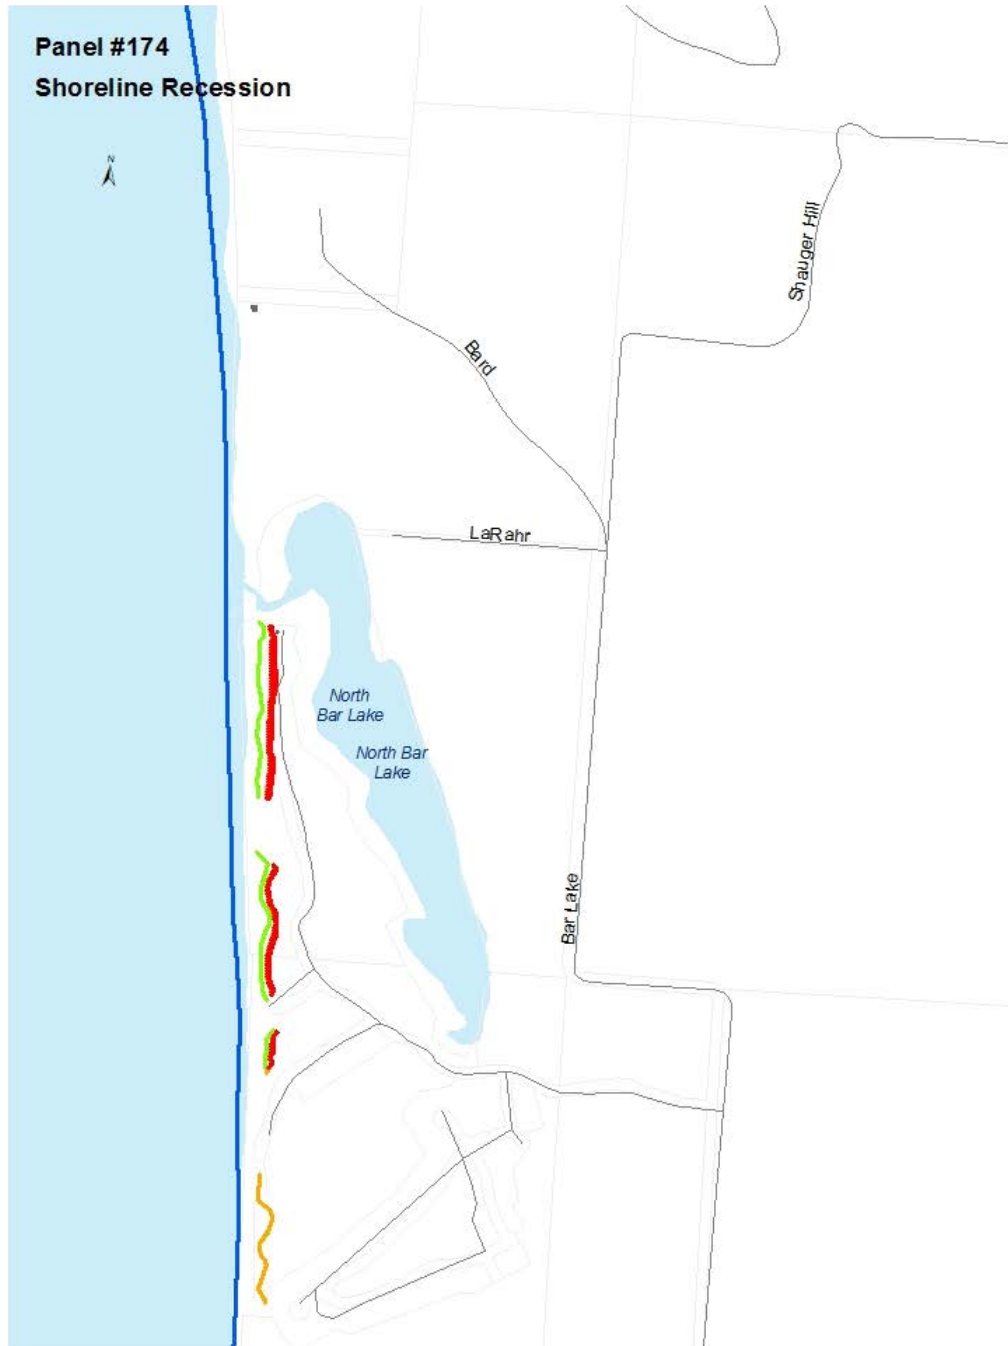 Panel #174
Shoreline Recession
N
Shauger Hill
Bard
LaRahr
North
Bar Lake
North Bar
Lake
Bar Lake